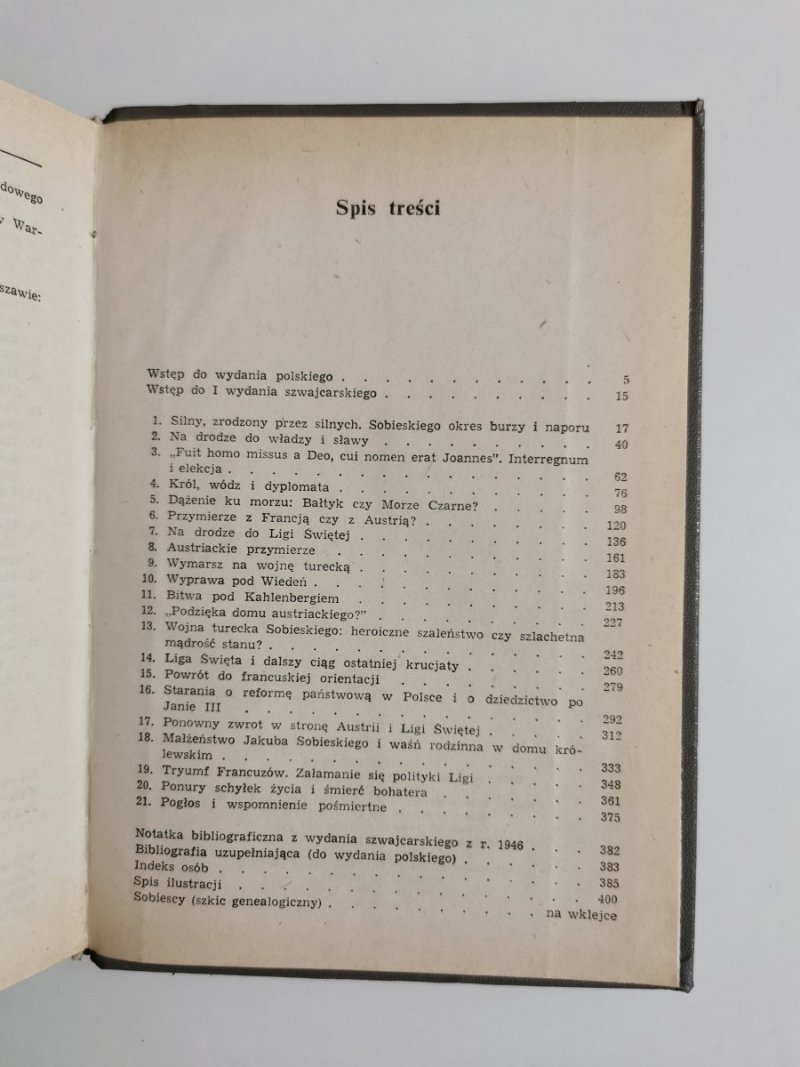 dowego
War-
szawie:
Spis treści
Wstęp do wydania polskiego . . . . . . . . . . . . 5
Wstęp do I wydania szwajcarskiego . . . . . . . . . . 15
1. Silny, zrodzony przez silnych. Sobieskiego okres burzy i naporu 17
2. Na drodze do władzy i sławy . . . . . . . . . . 40
3. „Fuit homo missus a Deo, cui nomen erat Joannes”. Interregnum
i elekcja . . . . . . . . . . . . . . . . . . 62
4. Król, wódz i dyplomata . . . . . . . . . . . . 76
5. Dążenie ku morzu: Bałtyk czy Morze Czarne? . . . . . 98
6. Przymierze z Francją czy z Austrią? . . . . . . . . 120
7. Na drodze do Ligi Świętej . . . . . . . . . . . 136
8. Austriackie przymierze . . . . . . . . . . . . 161
9. Wymarsz na wojnę turecką . . . . . . . . . . . 183
10. Wyprawa pod Wiedeń . . . . . . . . . . . . . 196
11. Bitwa pod Kahlenbergiem . . . . . . . . . . . 213
12. „Podzięka domu austriackiego?” . . . . . . . . . . 227
13. Wojna turecka Sobieskiego: heroiczne szaleństwo czy szlachetna
mądrość stanu? . . . . . . . . . . . . . . . . 242
14. Liga Święta i dalszy ciąg ostatniej krucjaty . . . . . . 260
15. Powrót do francuskiej orientacji . . . . . . . . . 279
16. Starania o reformę państwową w Polsce i o dziedzictwo po
Janie III . . . . . . . . . . . . . . . . . 292
17. Ponowny zwrot w stronę Austrii i Ligi Świętej . . . . . 312
18. Małżeństwo Jakuba Sobieskiego i waśń rodzinna w domu kró-
lewskim . . . . . . . . . . . . . . . . . . 333
19. Tryumf Francuzów. Załamanie się polityki Ligi . . . . . 348
20. Ponury schyłek życia i śmierć bohatera . . . . . . . 361
21. Pogłos i wspomnienie pośmiertne . . . . . . . . . 375
Notatka bibliograficzna z wydania szwajcarskiego z r. 1946 . . . 382
Bibliografia uzupełniająca (do wydania polskiego) . . . . . 383
Indeks osób . . . . . . . . . . . . . . . . . 385
Spis ilustracji . . . . . . . . . . . . . . . . 400
Sobiescy (szkic genealogiczny) . . . . . . . . . na wklejce